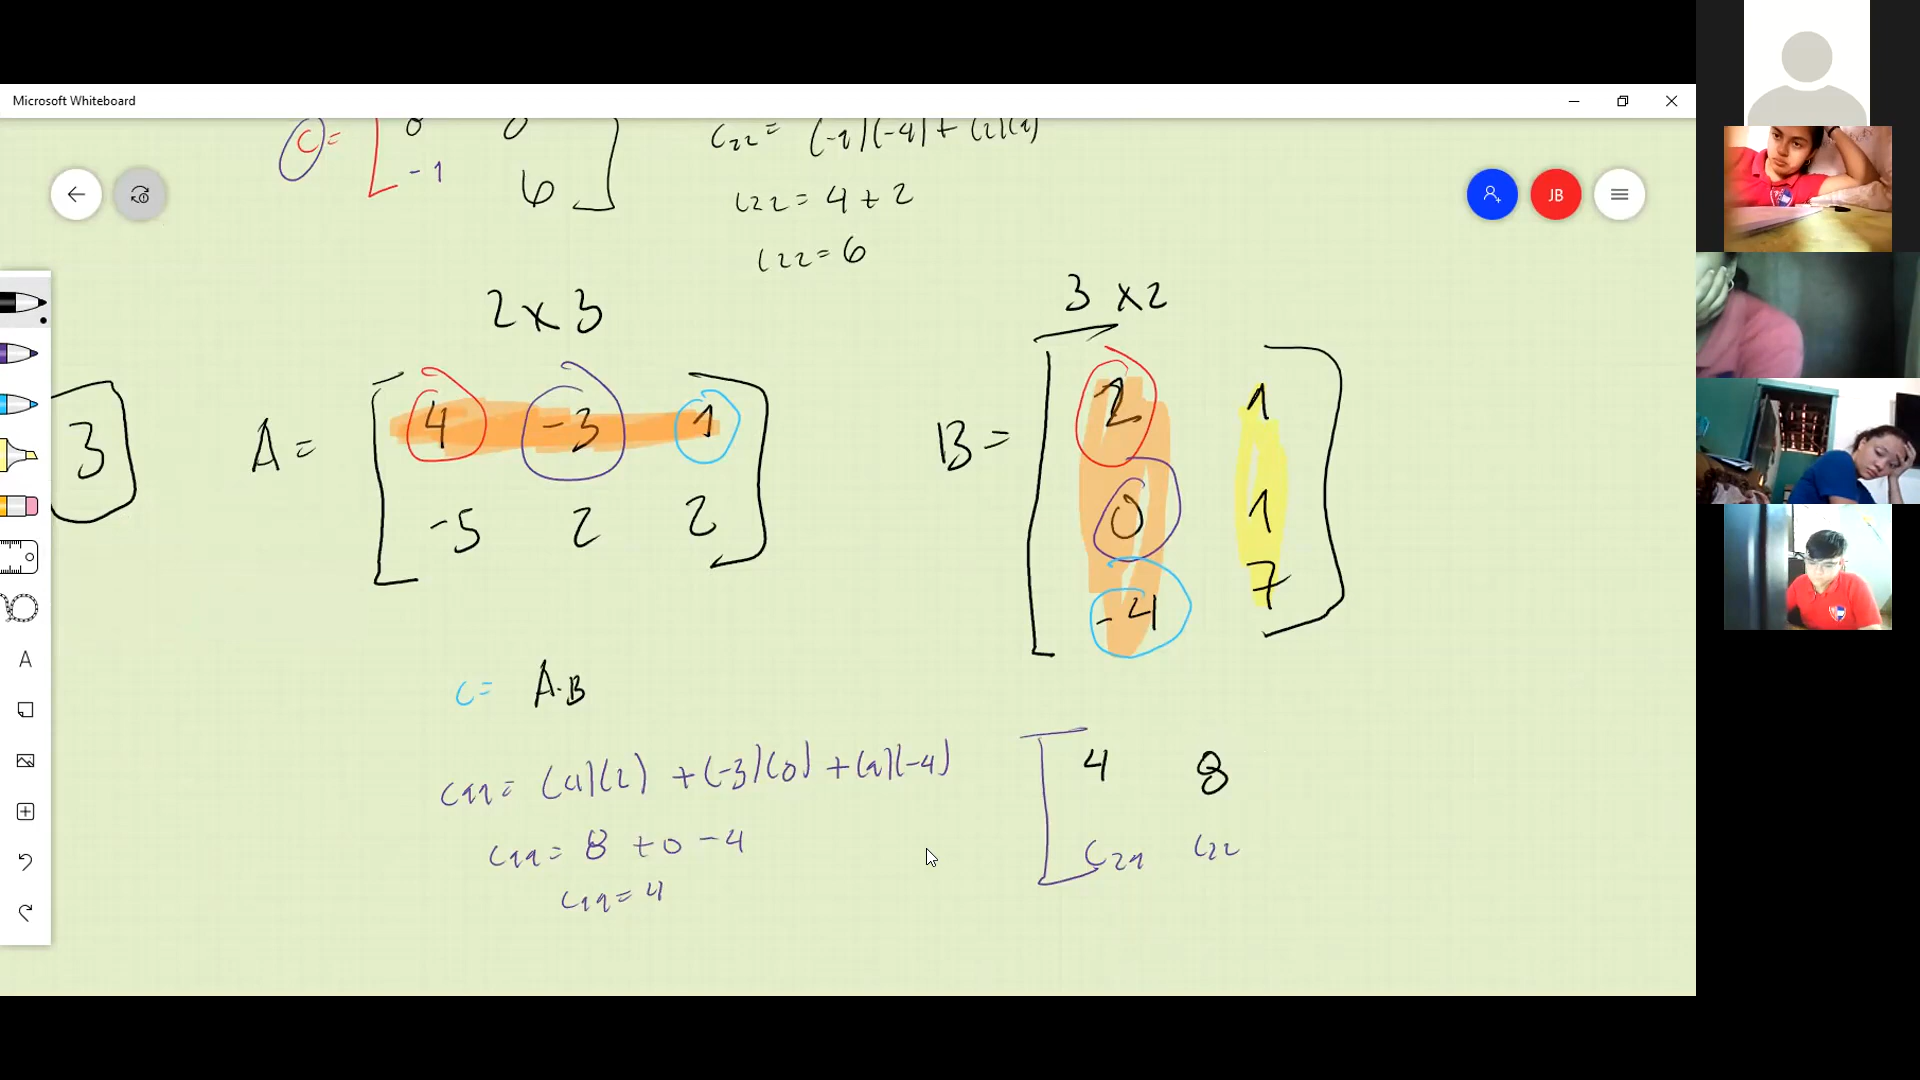 Microsoft Whiteboard
C= 0 0
-1 6
C22= (-1)(-4)+(2)(1)
C22= 4+2
C22=6
JB
2x3
3x2
3
A= 4 -3 1
-5 2 2
B= 2 1
0 1
-4 7
C= A.B
C11= (4)(2) +(-3)(0) +(1)(-4)
C11= 8 +0 -4
C11=4
4 8
C21 C22
A